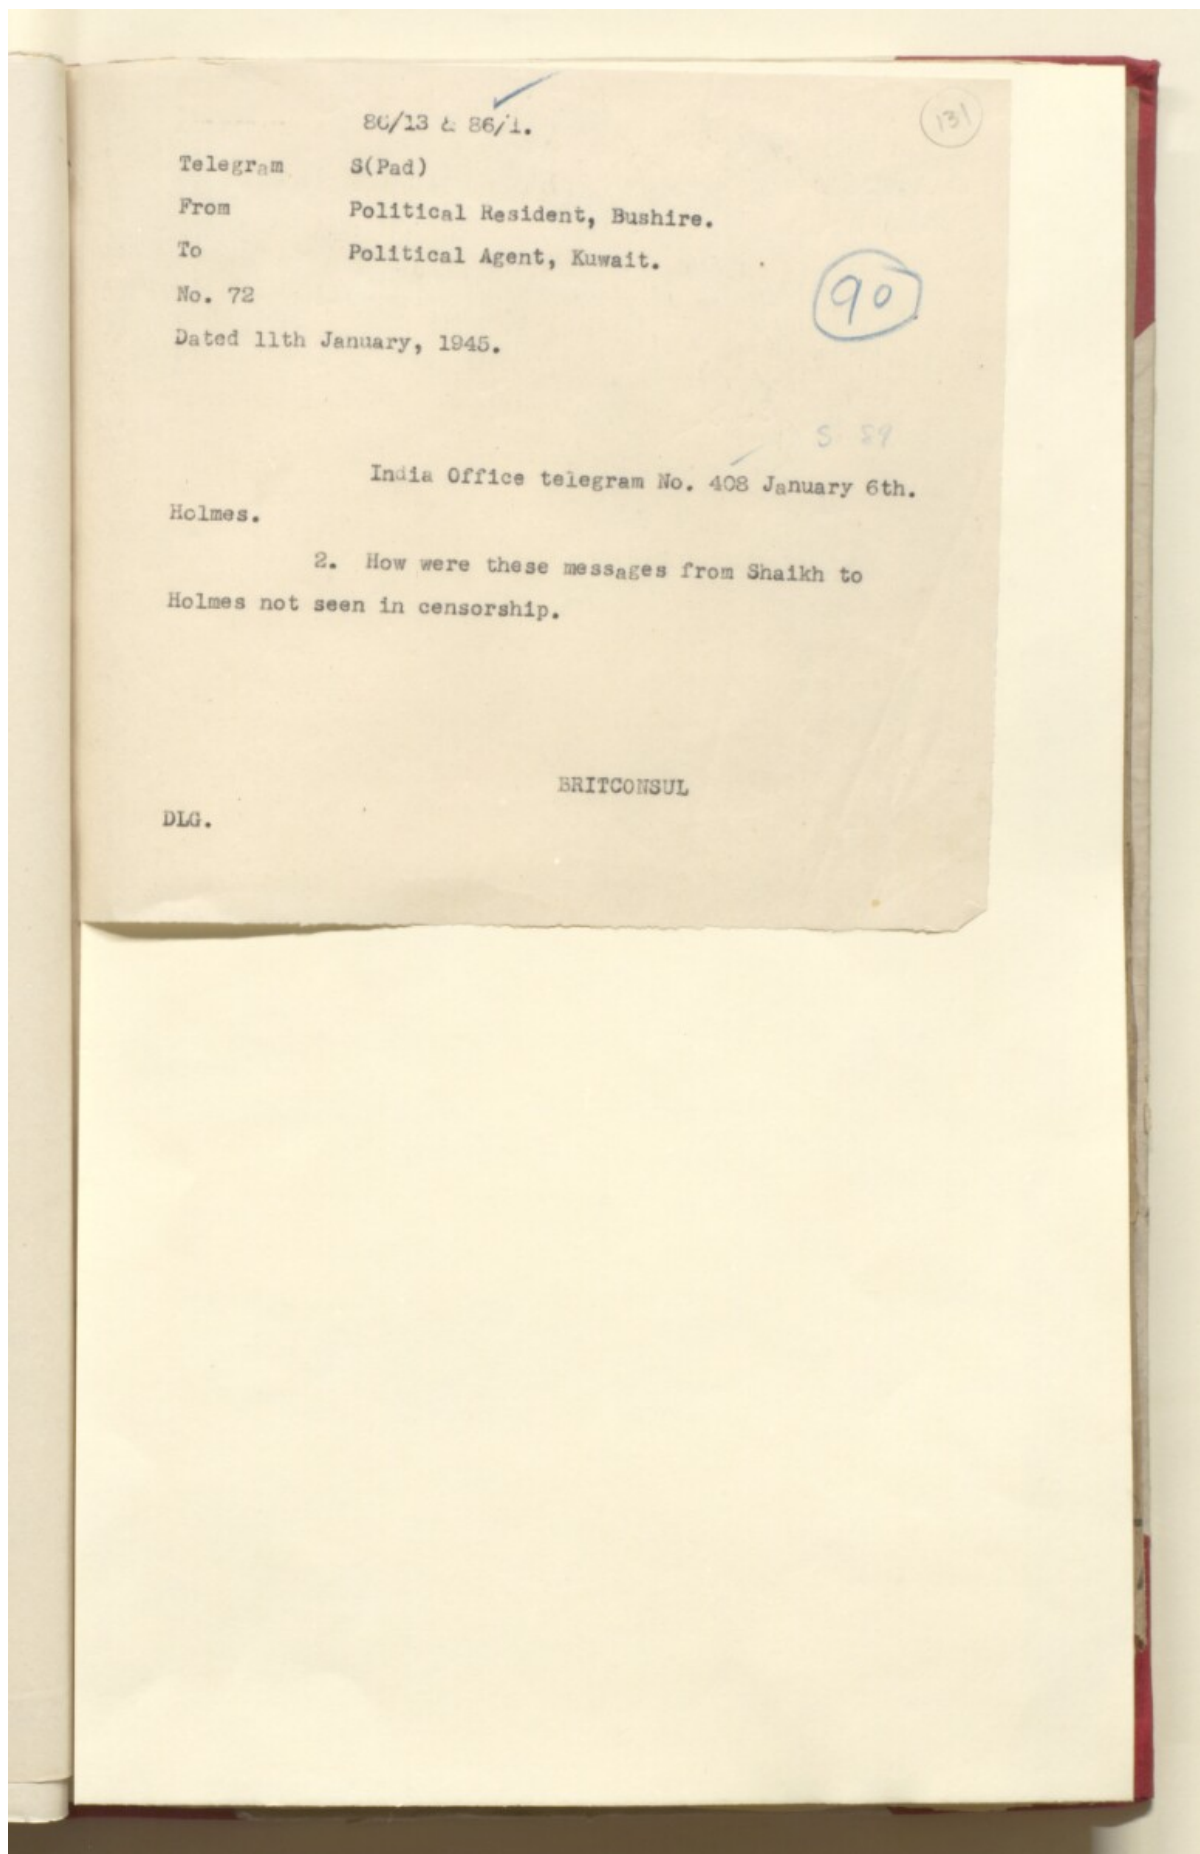 86/13 & 86/1.
131
Telegram S(Pad)
From Political Resident, Bushire.
To Political Agent, Kuwait.
90
No. 72
Dated 11th January, 1945.
S 89
India Office telegram No. 408 January 6th.
Holmes.
2. How were these messages from Shaikh to
Holmes not seen in censorship.
BRITCONSUL
DLG.